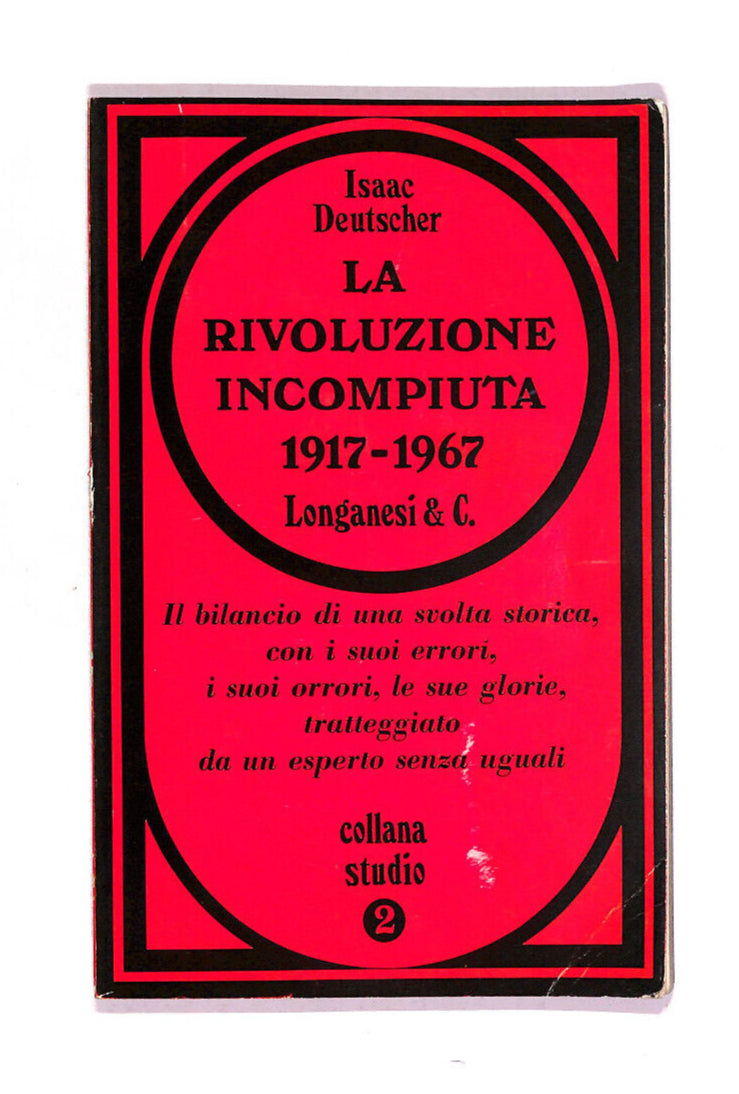 Isaac
Deutscher
LA
RIVOLUZIONE
INCOMPIUTA
1917-1967
Longanesi & C.
Il bilancio di una svolta storica,
con i suoi errori,
i suoi orrori, le sue glorie,
tratteggiato
da un esperto senza uguali
collana
studio
2